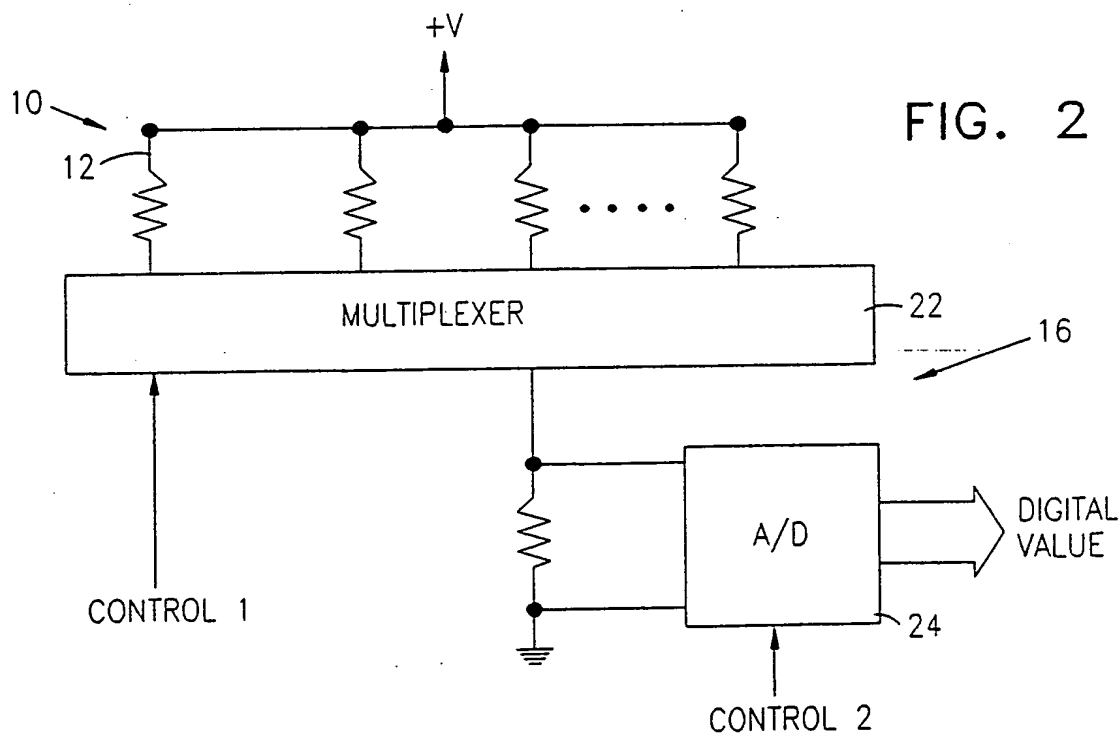 +V
10
FIG. 2
12
MULTIPLEXER
22
16
A/D
DIGITAL
VALUE
CONTROL 1
24
CONTROL 2